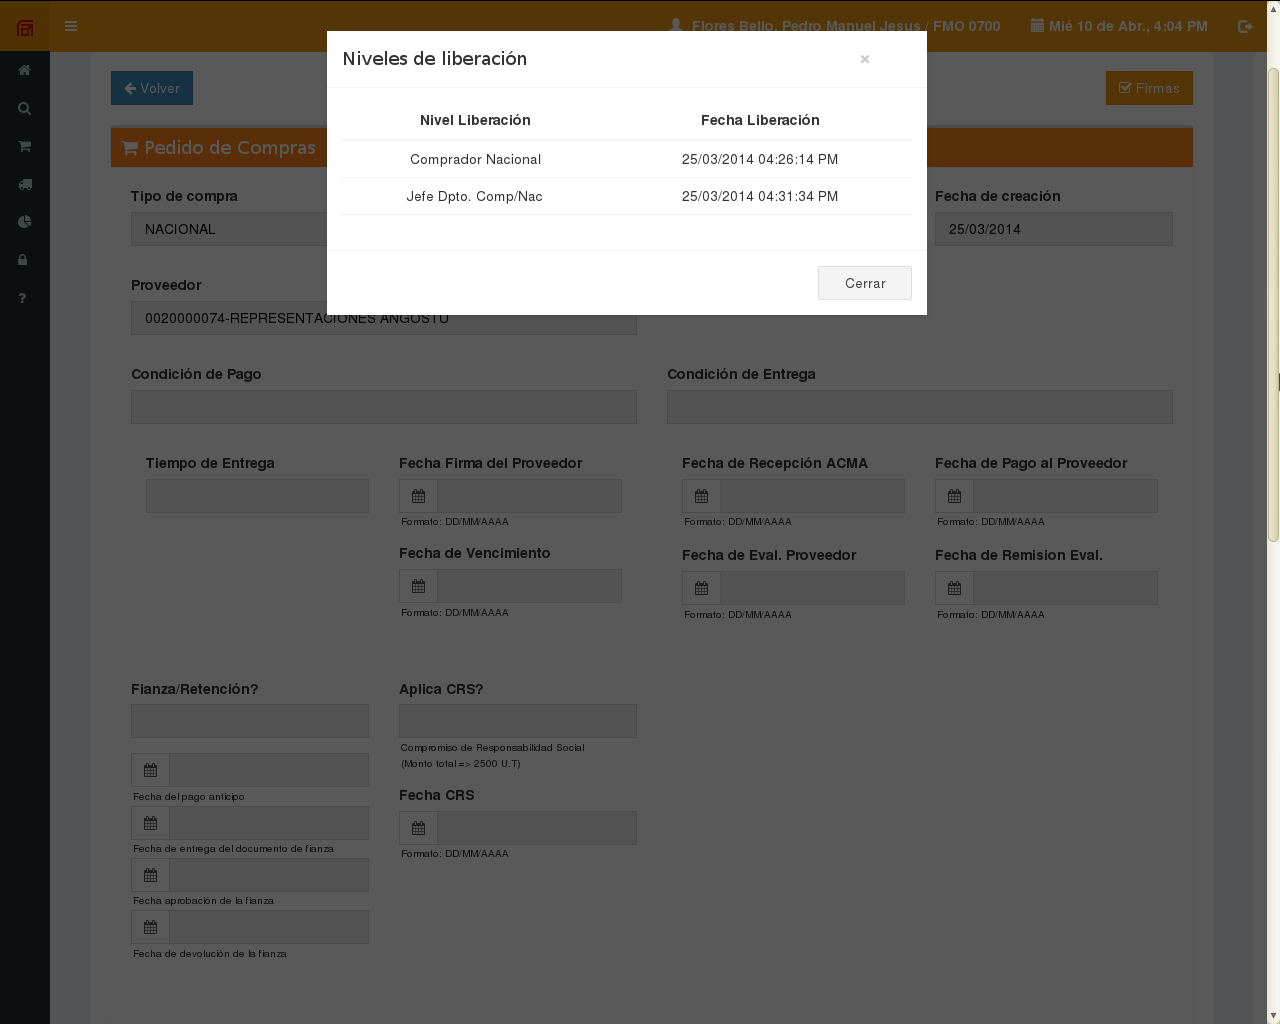 Flores Bello, Pedro Manuel Jesus / FMO 0700
Mié 10 de Abr., 4:04 PM
Niveles de liberación
×
Nivel Liberación Fecha Liberación
Comprador Nacional 25/03/2014 04:26:14 PM
Jefe Dpto. Comp/Nac 25/03/2014 04:31:34 PM
Cerrar
Volver
Firmas
Pedido de Compras
Tipo de compra
NACIONAL
Fecha de creación
25/03/2014
Proveedor
0020000074-REPRESENTACIONES ANGOSTU
Condición de Pago
Condición de Entrega
Tiempo de Entrega
Fecha Firma del Proveedor
Formato: DD/MM/AAAA
Fecha de Recepción ACMA
Formato: DD/MM/AAAA
Fecha de Pago al Proveedor
Formato: DD/MM/AAAA
Fecha de Vencimiento
Formato: DD/MM/AAAA
Fecha de Eval. Proveedor
Formato: DD/MM/AAAA
Fecha de Remision Eval.
Formato: DD/MM/AAAA
Fianza/Retención?
Fecha del pago anticipo
Fecha de entrega del documento de fianza
Fecha aprobación de la fianza
Fecha de devolución de la fianza
Aplica CRS?
Compromiso de Responsabilidad Social
(Monto total => 2500 U.T)
Fecha CRS
Formato: DD/MM/AAAA